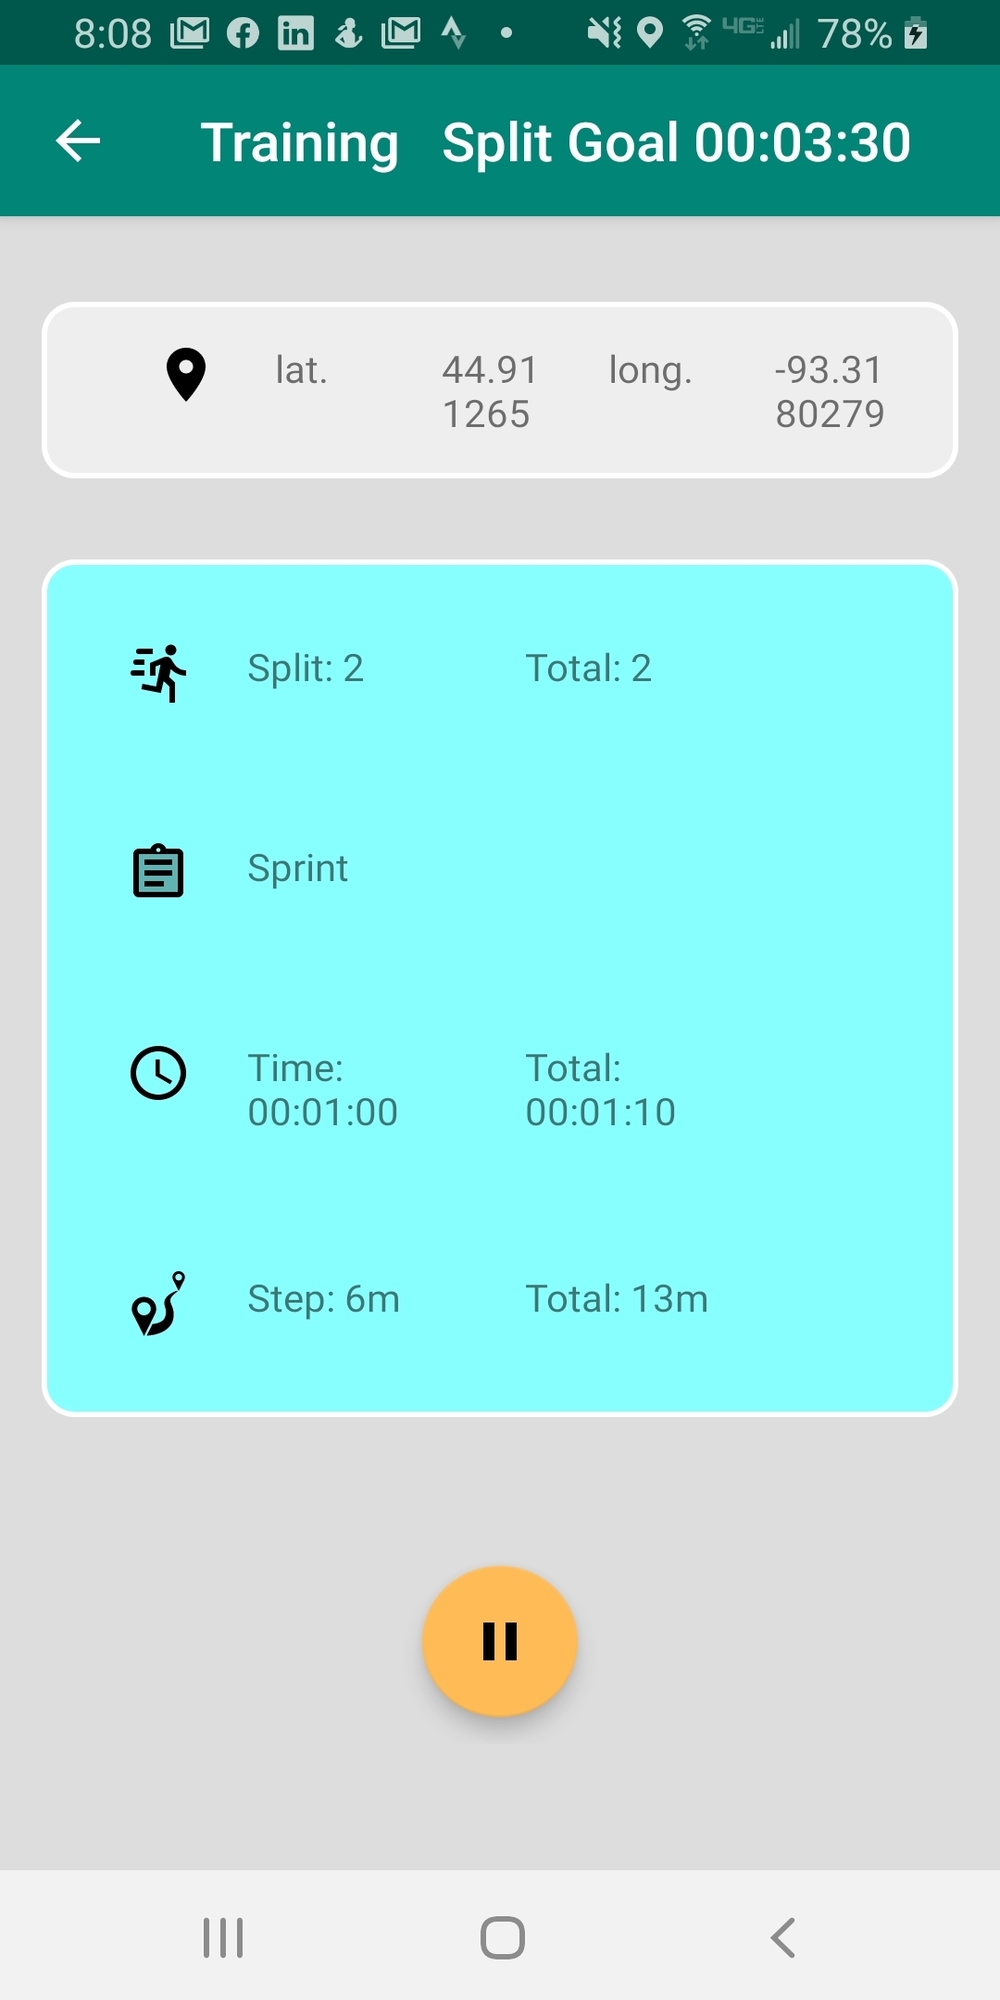 8:08 78%
Training Split Goal 00:03:30
lat. 44.91 long. -93.31
1265 80279
Split: 2 Total: 2
Sprint
Time: Total:
00:01:00 00:01:10
Step: 6m Total: 13m